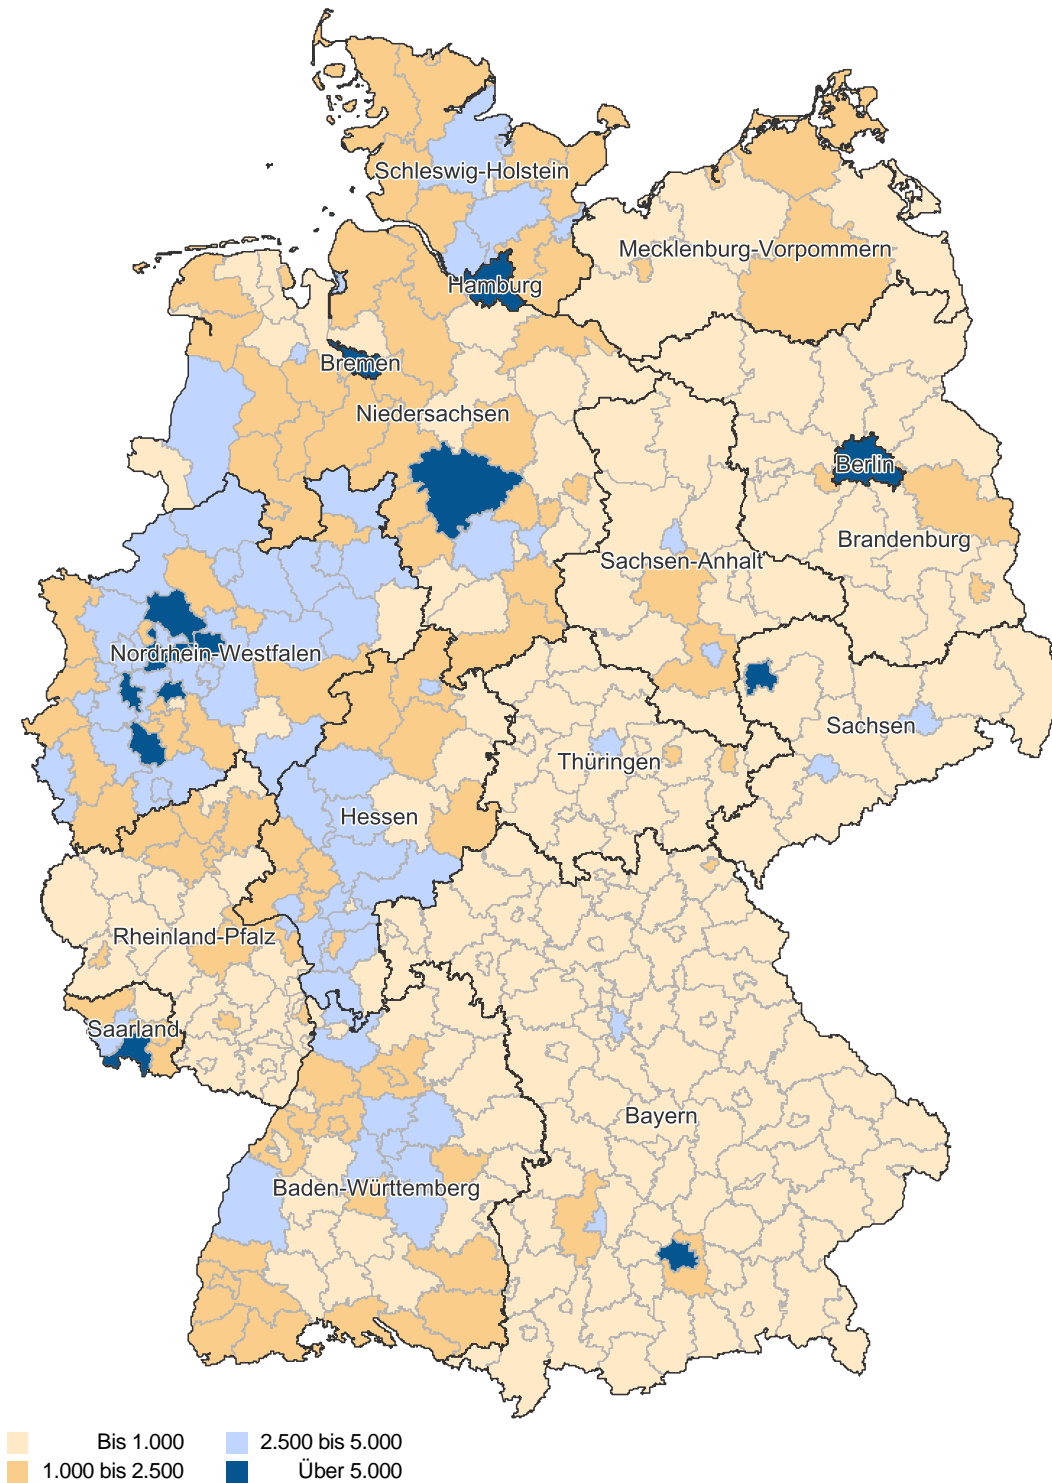 Schleswig-Holstein
Mecklenburg-Vorpommern
Hamburg
Bremen
Niedersachsen
Berlin
Brandenburg
Sachsen-Anhalt
Nordrhein-Westfalen
Sachsen
Thüringen
Hessen
Rheinland-Pfalz
Saarland
Bayern
Baden-Württemberg
Bis 1.000
2.500 bis 5.000
1.000 bis 2.500
Über 5.000